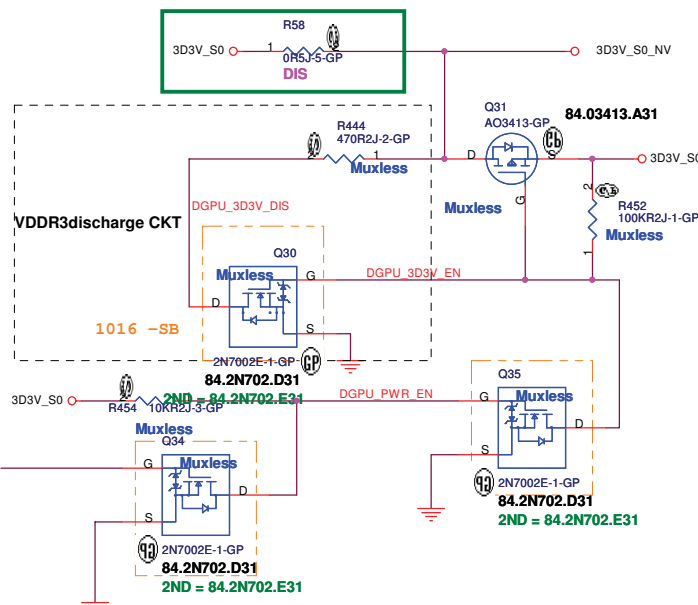 R58
3D3V_S0
1
0R5J-5-GP
DIS
3D3V_S0_NV
Q31
AO3413-GP
84.03413.A31
R444
470R2J-2-GP
2
1
Muxless
D
S
G
3D3V_S0
Muxless
2
R452
100KR2J-1-GP
Muxless
1
DGPU_3D3V_DIS
VDDR3discharge CKT
Q30
Muxless
G
DGPU_3D3V_EN
D
S
1016 -SB
2N7002E-1-GP
GP
84.2N702.D31
2ND = 84.2N702.E31
3D3V_S0
2
R454
10KR2J-3-GP
Muxless
DGPU_PWR_EN
Q35
G
Muxless
D
S
2N7002E-1-GP
84.2N702.D31
2ND = 84.2N702.E31
Q34
G
Muxless
D
S
2N7002E-1-GP
84.2N702.D31
2ND = 84.2N702.E31